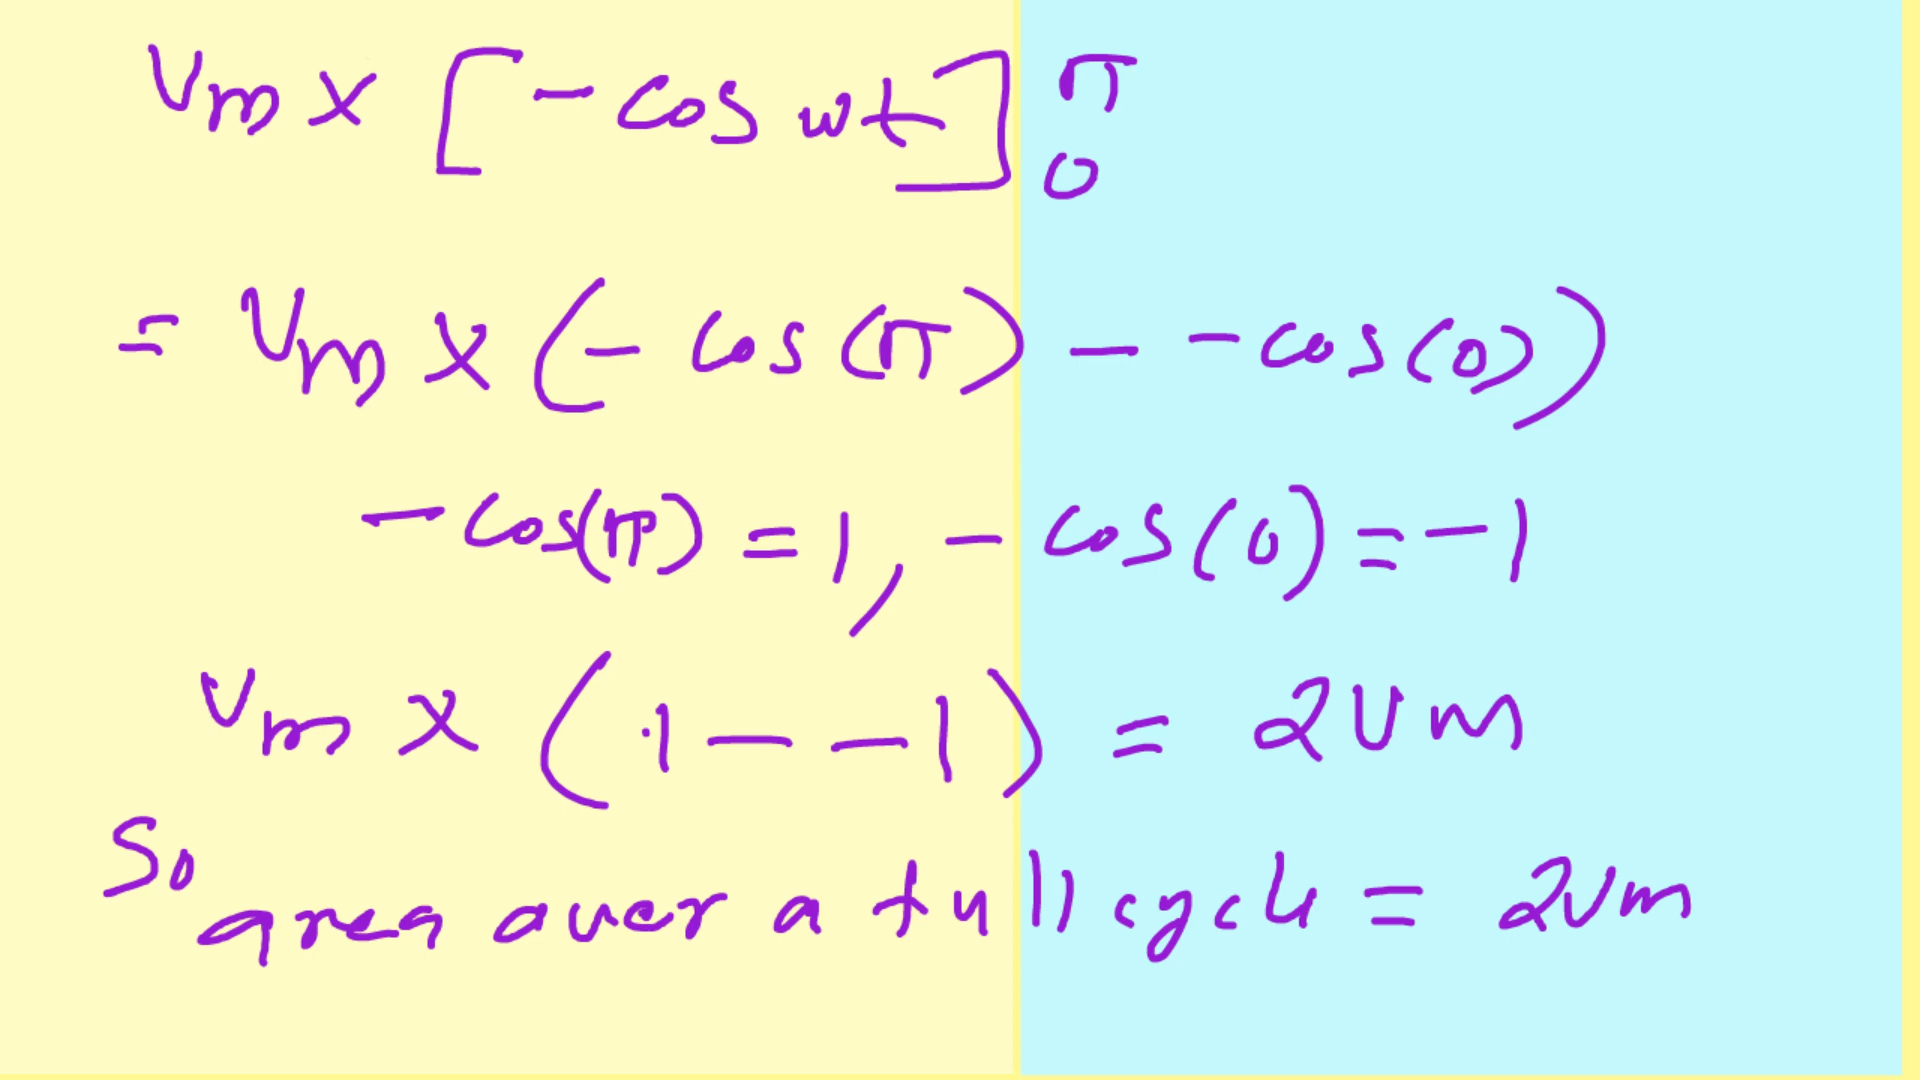 Vm × [-cos wt] π 0
= Vm × (-cos(π) - -cos(0))
-cos(π) = 1, -cos(0) = -1
Vm × (1 - -1) = 2Vm
So area over a full cycle = 2Vm